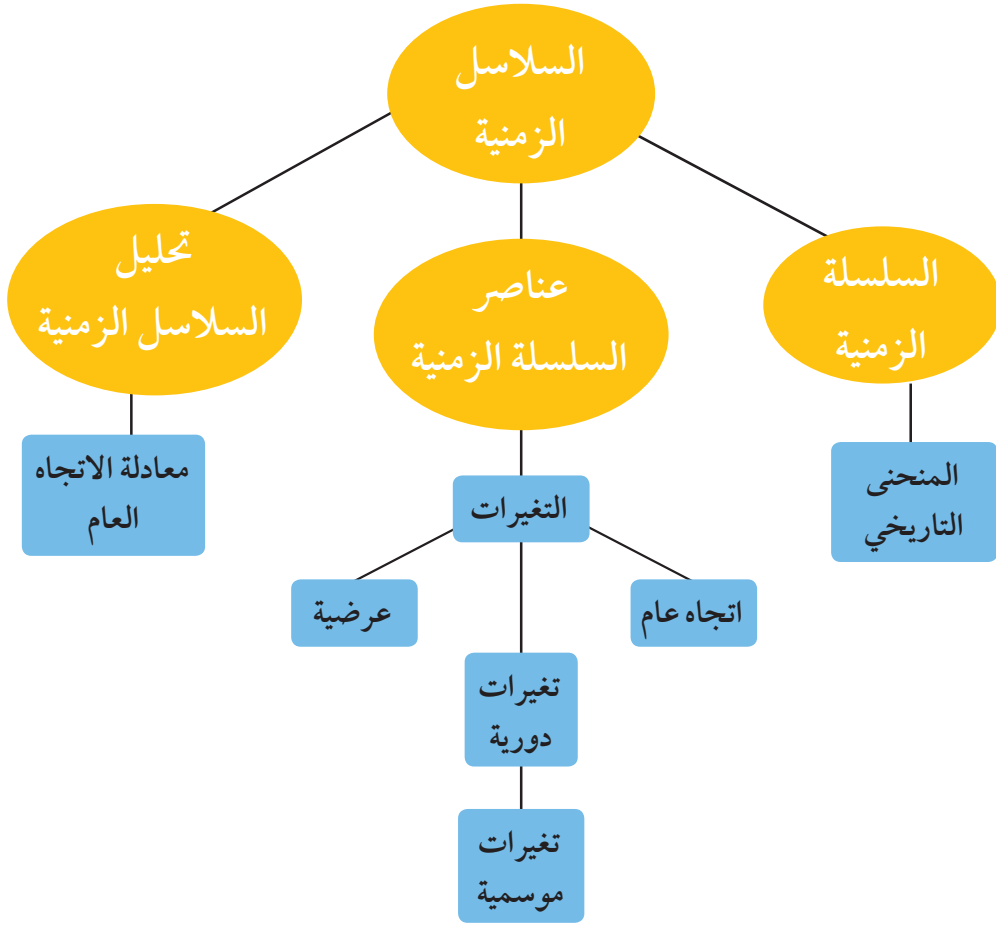 السلاسل
الزمنية
السلسلة
الزمنية
المنحنى
التاريخي
عناصر
السلسلة الزمنية
التغيرات
اتجاه عام
تغيرات
دورية
تغيرات
موسمية
عرضية
تحليل
السلاسل الزمنية
معادلة الاتجاه
العام